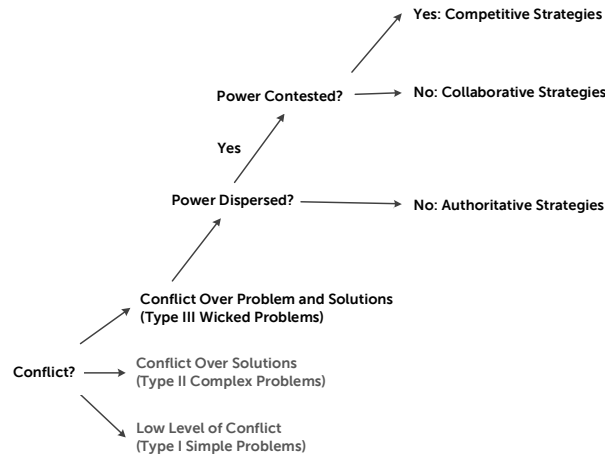 Yes: Competitive Strategies
Power Contested?
No: Collaborative Strategies
Yes
Power Dispersed?
No: Authoritative Strategies
Conflict Over Problem and Solutions
(Type III Wicked Problems)
Conflict?
Conflict Over Solutions
(Type II Complex Problems)
Low Level of Conflict
(Type I Simple Problems)